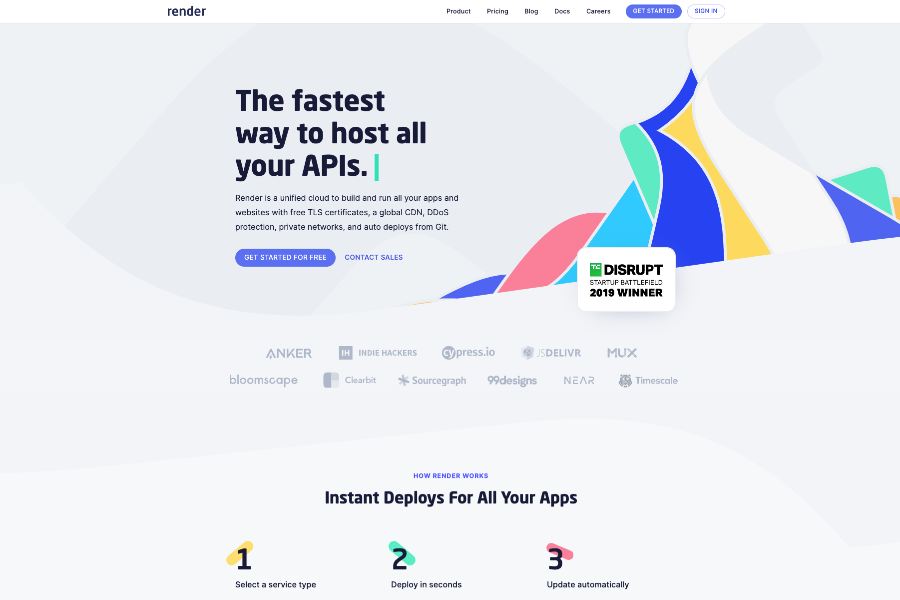 render
Product Pricing Blog Docs Careers GET STARTED SIGN IN
The fastest
way to host all
your APIs.
Render is a unified cloud to build and run all your apps and
websites with free TLS certificates, a global CDN, DDoS
protection, private networks, and auto deploys from Git.
GET STARTED FOR FREE CONTACT SALES
TC DISRUPT
STARTUP BATTLEFIELD
2019 WINNER
ANKER IH INDIE HACKERS cypress.io JSDELIVR MUX
bloomscape Clearbit Sourcegraph 99designs NEAR Timescale
HOW RENDER WORKS
Instant Deploys For All Your Apps
1 2 3
Select a service type Deploy in seconds Update automatically